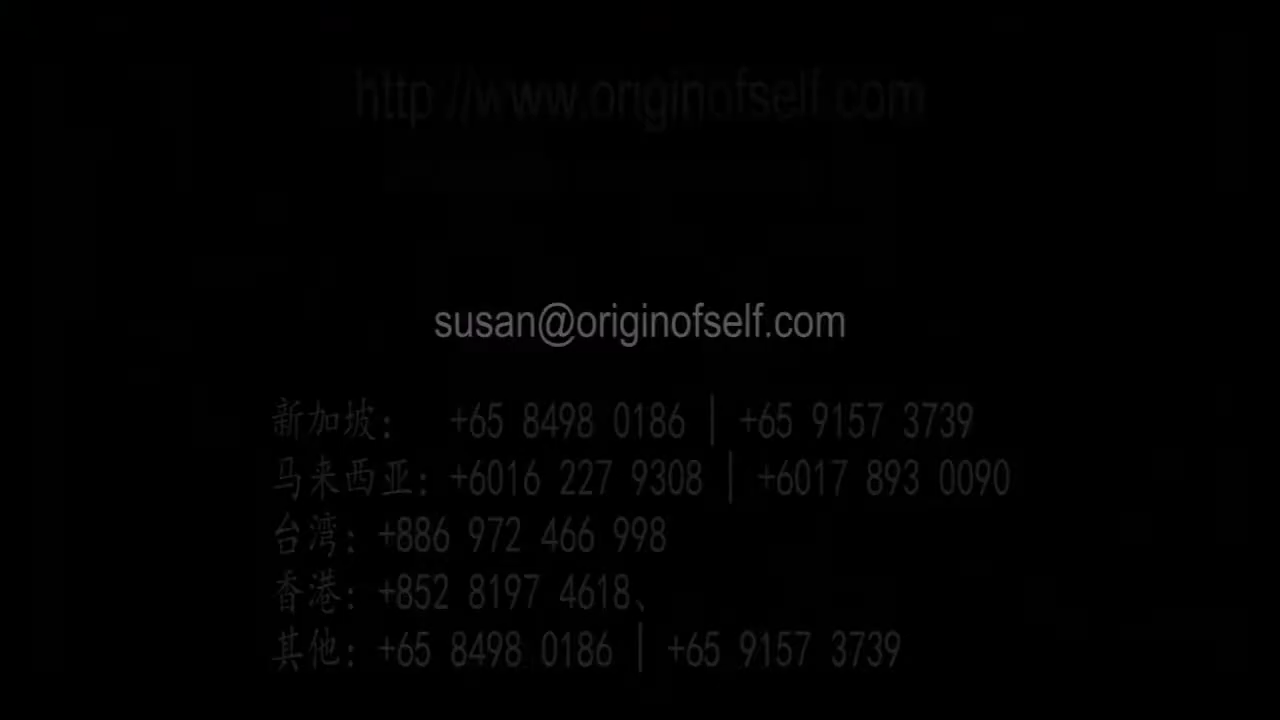 http://www.originofself.com
susan@originofself.com
新加坡： +65 8498 0186 | +65 9157 3739
马来西亚：+6016 227 9308 | +6017 893 0090
台湾：+886 972 466 998
香港：+852 8197 4618、
其他：+65 8498 0186 | +65 9157 3739